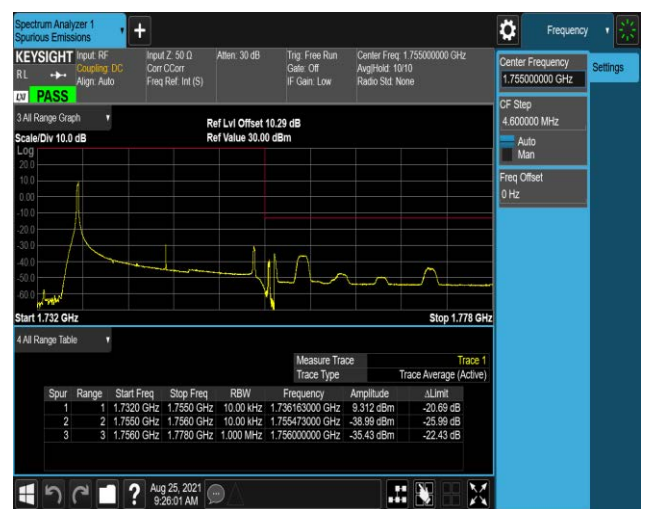 Spectrum Analyzer 1
Spurious Emissions
Frequency
KEYSIGHT Input: RF Input Z: 50 Ω Atten: 30 dB Trig: Free Run Center Freq: 1.755000000 GHz
RL Coupling: DC Corr CCorr Gate: Off Avg|Hold: 10/10
Align: Auto Freq Ref: Int (S) IF Gain: Low Radio Std: None
LXI PASS
Center Frequency
1.755000000 GHz
Settings
CF Step
4.600000 MHz
Auto
Man
Freq Offset
0 Hz
3 All Range Graph
Ref Lvl Offset 10.29 dB
Scale/Div 10.0 dB Ref Value 30.00 dBm
Log
20.0
10.0
0.00
-10.0
-20.0
-30.0
-40.0
-50.0
-60.0
Start 1.732 GHz Stop 1.778 GHz
4 All Range Table
Measure Trace Trace 1
Trace Type Trace Average (Active)
Spur Range Start Freq Stop Freq RBW Frequency Amplitude ΔLimit
1 1 1.7320 GHz 1.7550 GHz 10.00 kHz 1.736163000 GHz 9.312 dBm -20.69 dB
2 2 1.7550 GHz 1.7560 GHz 10.00 kHz 1.755473000 GHz -38.99 dBm -25.99 dB
3 3 1.7560 GHz 1.7780 GHz 1.000 MHz 1.756000000 GHz -35.43 dBm -22.43 dB
Aug 25, 2021
9:26:01 AM